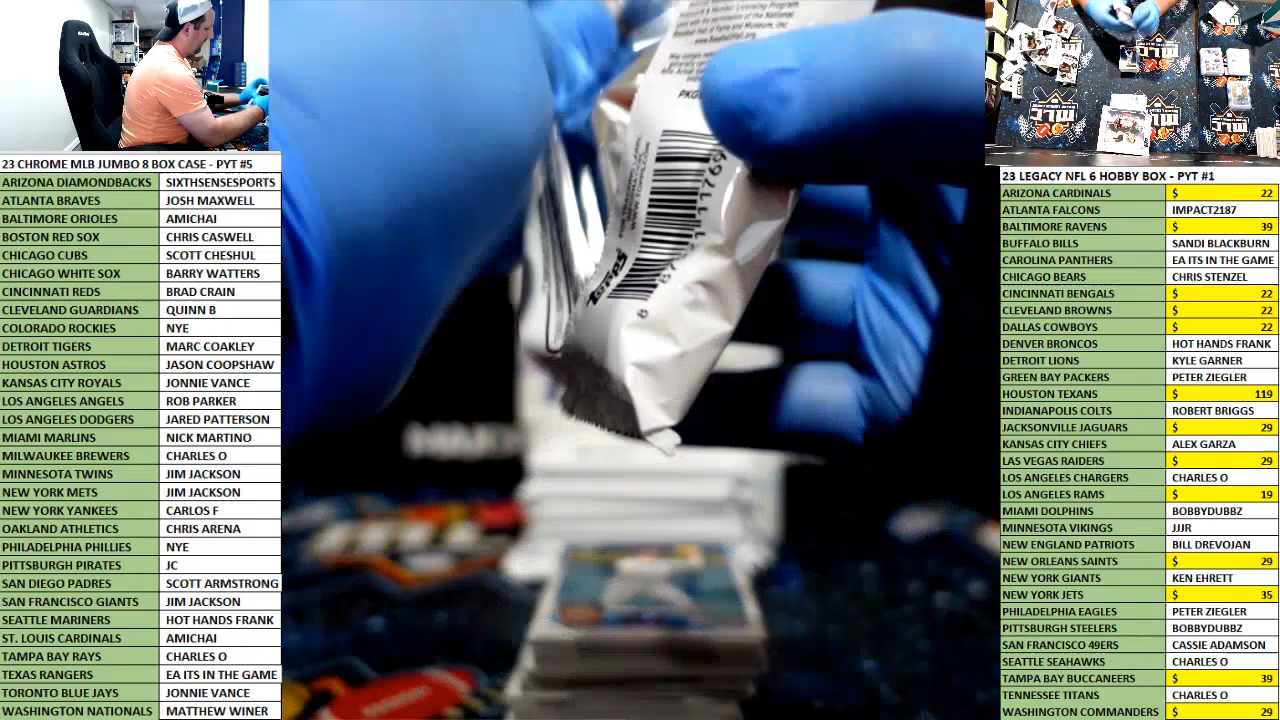 23 CHROME MLB JUMBO 8 BOX CASE - PYT #5
ARIZONA DIAMONDBACKS SIXTHSENSESPORTS
ATLANTA BRAVES JOSH MAXWELL
BALTIMORE ORIOLES AMICHAI
BOSTON RED SOX CHRIS CASWELL
CHICAGO CUBS SCOTT CHESHUL
CHICAGO WHITE SOX BARRY WATTERS
CINCINNATI REDS BRAD CRAIN
CLEVELAND GUARDIANS QUINN B
COLORADO ROCKIES NYE
DETROIT TIGERS MARC COAKLEY
HOUSTON ASTROS JASON COOPSHAW
KANSAS CITY ROYALS JONNIE VANCE
LOS ANGELES ANGELS ROB PARKER
LOS ANGELES DODGERS JARED PATTERSON
MIAMI MARLINS NICK MARTINO
MILWAUKEE BREWERS CHARLES O
MINNESOTA TWINS JIM JACKSON
NEW YORK METS JIM JACKSON
NEW YORK YANKEES CARLOS F
OAKLAND ATHLETICS CHRIS ARENA
PHILADELPHIA PHILLIES NYE
PITTSBURGH PIRATES JC
SAN DIEGO PADRES SCOTT ARMSTRONG
SAN FRANCISCO GIANTS JIM JACKSON
SEATTLE MARINERS HOT HANDS FRANK
ST. LOUIS CARDINALS AMICHAI
TAMPA BAY RAYS CHARLES O
TEXAS RANGERS EA ITS IN THE GAME
TORONTO BLUE JAYS JONNIE VANCE
WASHINGTON NATIONALS MATTHEW WINER
Topps
23 LEGACY NFL 6 HOBBY BOX - PYT #1
ARIZONA CARDINALS $ 22
ATLANTA FALCONS IMPACT2187
BALTIMORE RAVENS $ 39
BUFFALO BILLS SANDI BLACKBURN
CAROLINA PANTHERS EA ITS IN THE GAME
CHICAGO BEARS CHRIS STENZEL
CINCINNATI BENGALS $ 22
CLEVELAND BROWNS $ 22
DALLAS COWBOYS $ 22
DENVER BRONCOS HOT HANDS FRANK
DETROIT LIONS KYLE GARNER
GREEN BAY PACKERS PETER ZIEGLER
HOUSTON TEXANS $ 119
INDIANAPOLIS COLTS ROBERT BRIGGS
JACKSONVILLE JAGUARS $ 29
KANSAS CITY CHIEFS ALEX GARZA
LAS VEGAS RAIDERS $ 29
LOS ANGELES CHARGERS CHARLES O
LOS ANGELES RAMS $ 19
MIAMI DOLPHINS BOBBYDUBBZ
MINNESOTA VIKINGS JJJR
NEW ENGLAND PATRIOTS BILL DREVOJAN
NEW ORLEANS SAINTS $ 29
NEW YORK GIANTS KEN EHRETT
NEW YORK JETS $ 35
PHILADELPHIA EAGLES PETER ZIEGLER
PITTSBURGH STEELERS BOBBYDUBBZ
SAN FRANCISCO 49ERS CASSIE ADAMSON
SEATTLE SEAHAWKS CHARLES O
TAMPA BAY BUCCANEERS $ 39
TENNESSEE TITANS CHARLES O
WASHINGTON COMMANDERS $ 29